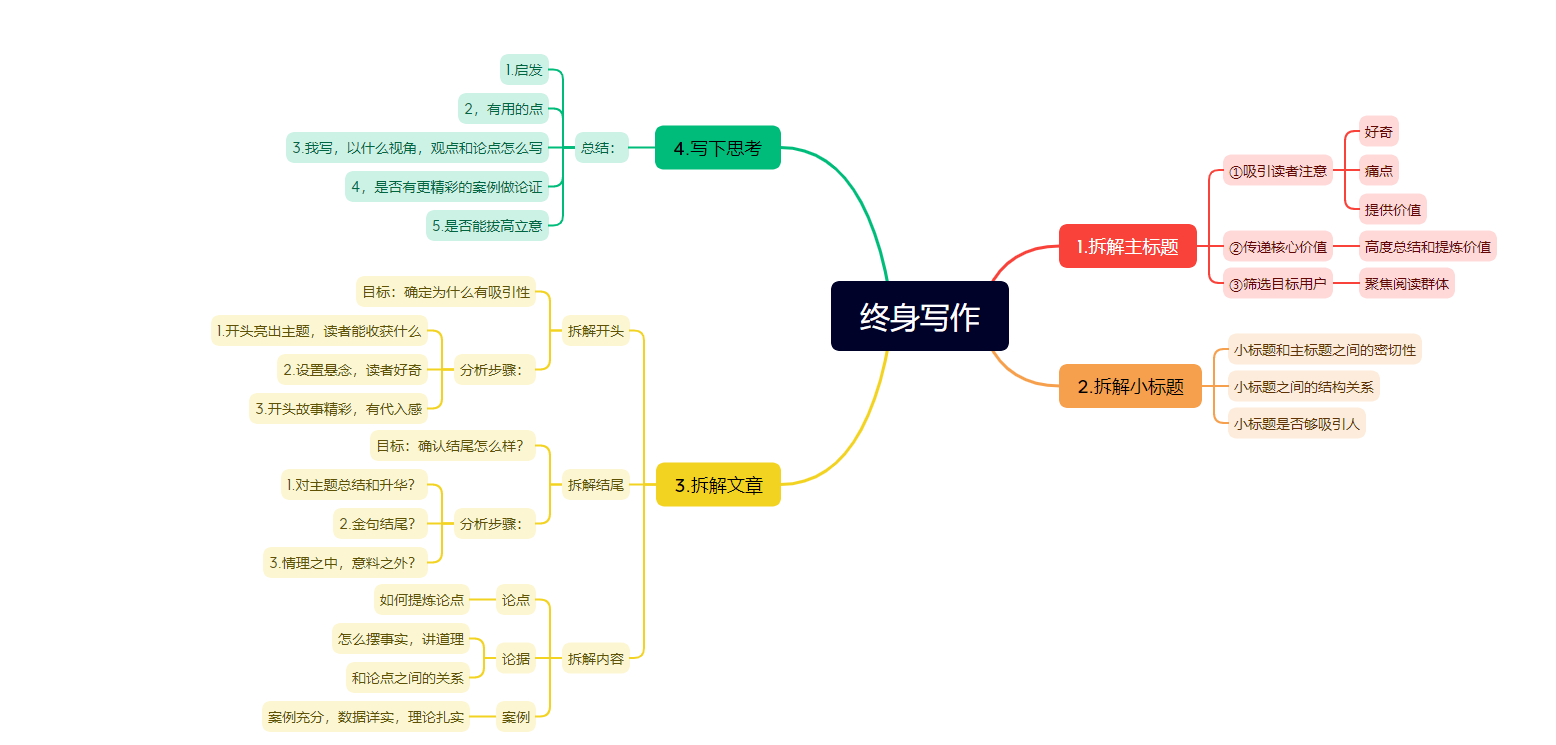 终身写作
1.拆解主标题
①吸引读者注意
好奇
痛点
提供价值
②传递核心价值
高度总结和提炼价值
③筛选目标用户
聚焦阅读群体
2.拆解小标题
小标题和主标题之间的密切性
小标题之间的结构关系
小标题是否够吸引人
3.拆解文章
拆解开头
目标：确定为什么有吸引性
分析步骤：
1.开头亮出主题，读者能收获什么
2.设置悬念，读者好奇
3.开头故事精彩，有代入感
拆解结尾
目标：确认结尾怎么样？
分析步骤：
1.对主题总结和升华？
2.金句结尾？
3.情理之中，意料之外？
拆解内容
论点
如何提炼论点
论据
怎么摆事实，讲道理
和论点之间的关系
案例
案例充分，数据详实，理论扎实
4.写下思考
总结：
1.启发
2，有用的点
3.我写，以什么视角，观点和论点怎么写
4，是否有更精彩的案例做论证
5.是否能拔高立意